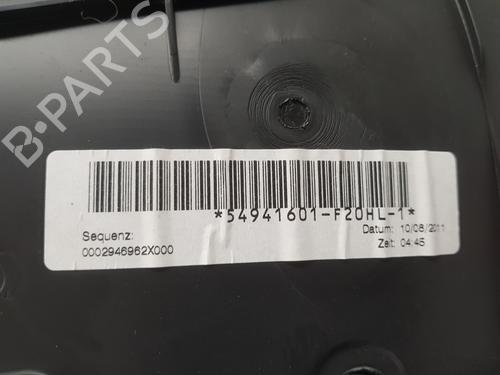 B-PARTS
*54941601-F20HL-1*
Sequenz:
0002946962X000
Datum: 10/08/2011
Zeit: 04:45